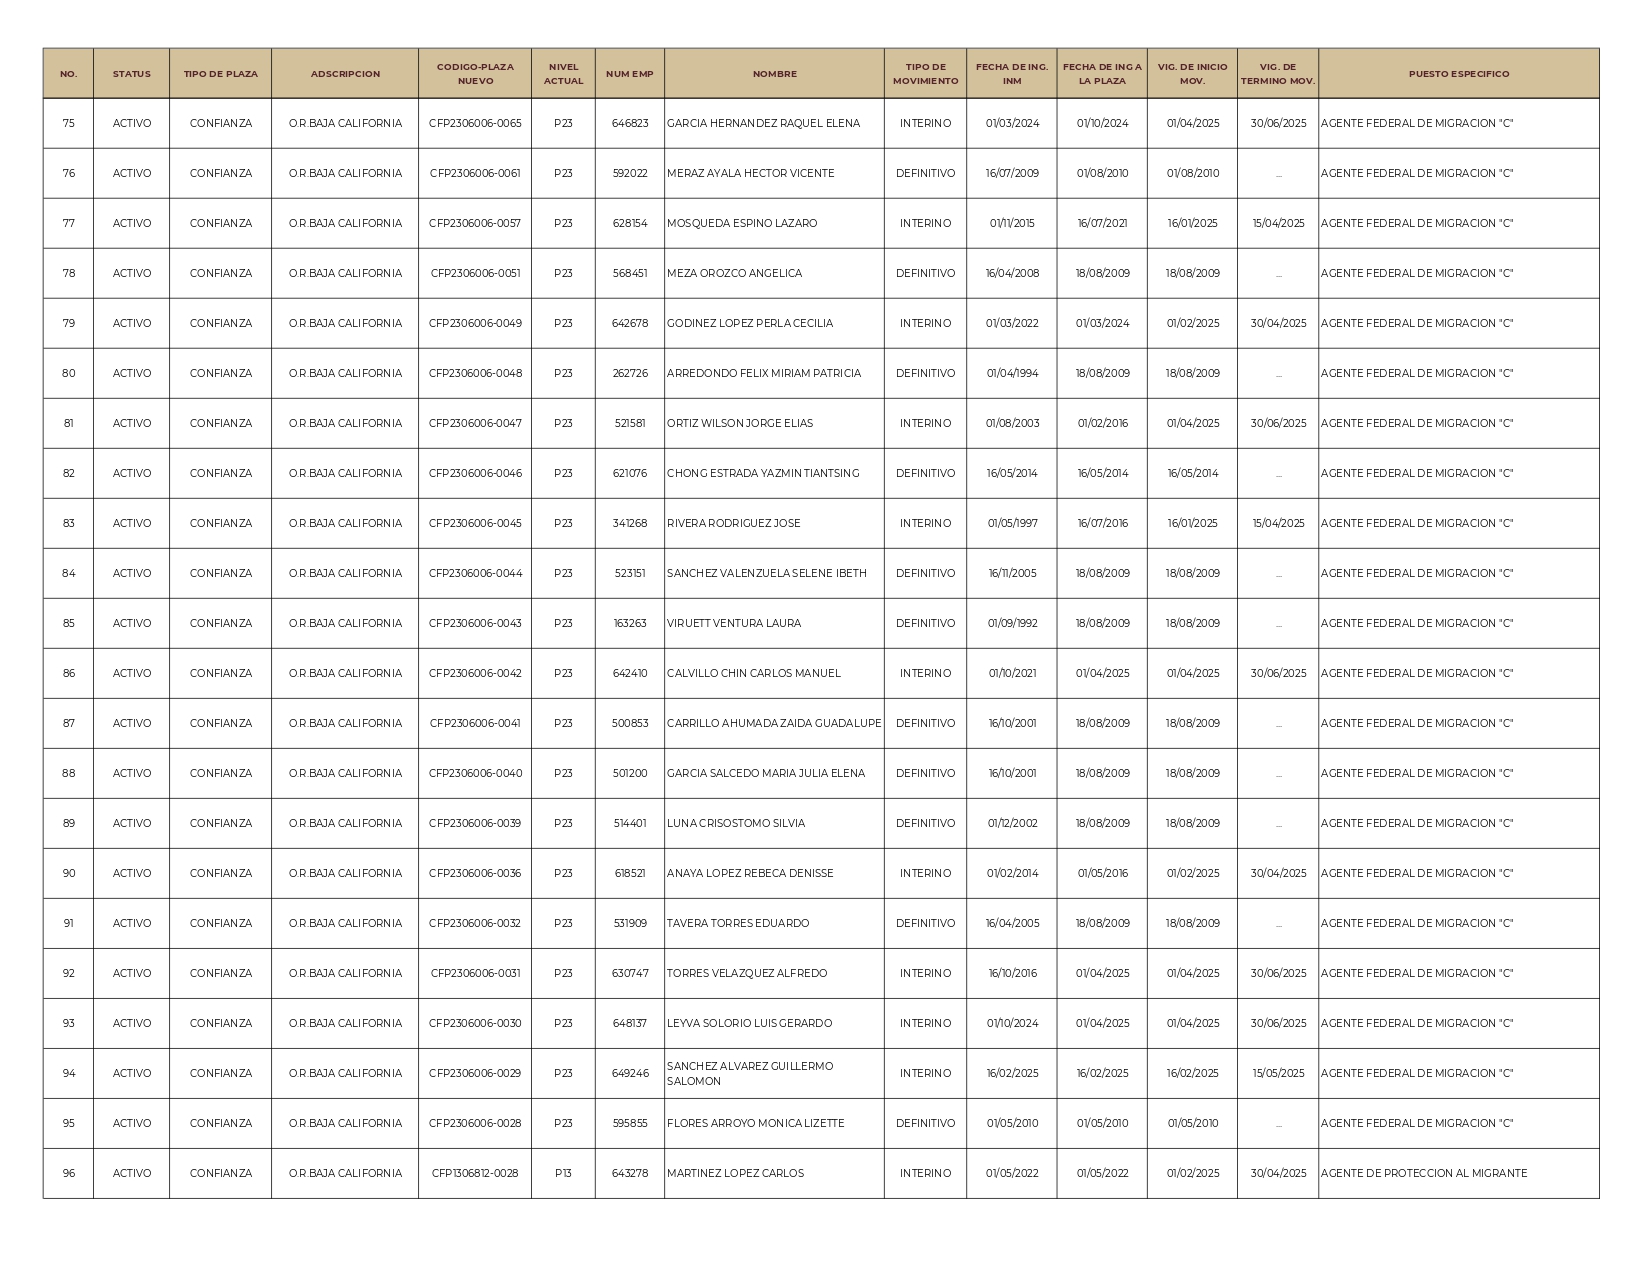 NO. STATUS TIPO DE PLAZA ADSCRIPCION CODIGO-PLAZA NUEVO NIVEL ACTUAL NUM EMP NOMBRE TIPO DE MOVIMIENTO FECHA DE ING. INM FECHA DE ING A LA PLAZA VIG. DE INICIO MOV. VIG. DE TERMINO MOV. PUESTO ESPECIFICO
75 ACTIVO CONFIANZA O.R.BAJA CALIFORNIA CFP2306006-0065 P23 646823 GARCIA HERNANDEZ RAQUEL ELENA INTERINO 01/03/2024 01/10/2024 01/04/2025 30/06/2025 AGENTE FEDERAL DE MIGRACION "C"
76 ACTIVO CONFIANZA O.R.BAJA CALIFORNIA CFP2306006-0061 P23 592022 MERAZ AYALA HECTOR VICENTE DEFINITIVO 16/07/2009 01/08/2010 01/08/2010 ... AGENTE FEDERAL DE MIGRACION "C"
77 ACTIVO CONFIANZA O.R.BAJA CALIFORNIA CFP2306006-0057 P23 628154 MOSQUEDA ESPINO LAZARO INTERINO 01/11/2015 16/07/2021 16/01/2025 15/04/2025 AGENTE FEDERAL DE MIGRACION "C"
78 ACTIVO CONFIANZA O.R.BAJA CALIFORNIA CFP2306006-0051 P23 568451 MEZA OROZCO ANGELICA DEFINITIVO 16/04/2008 18/08/2009 18/08/2009 ... AGENTE FEDERAL DE MIGRACION "C"
79 ACTIVO CONFIANZA O.R.BAJA CALIFORNIA CFP2306006-0049 P23 642678 GODINEZ LOPEZ PERLA CECILIA INTERINO 01/03/2022 01/03/2024 01/02/2025 30/04/2025 AGENTE FEDERAL DE MIGRACION "C"
80 ACTIVO CONFIANZA O.R.BAJA CALIFORNIA CFP2306006-0048 P23 262726 ARREDONDO FELIX MIRIAM PATRICIA DEFINITIVO 01/04/1994 18/08/2009 18/08/2009 ... AGENTE FEDERAL DE MIGRACION "C"
81 ACTIVO CONFIANZA O.R.BAJA CALIFORNIA CFP2306006-0047 P23 521581 ORTIZ WILSON JORGE ELIAS INTERINO 01/08/2003 01/02/2016 01/04/2025 30/06/2025 AGENTE FEDERAL DE MIGRACION "C"
82 ACTIVO CONFIANZA O.R.BAJA CALIFORNIA CFP2306006-0046 P23 621076 CHONG ESTRADA YAZMIN TIANTSING DEFINITIVO 16/05/2014 16/05/2014 16/05/2014 ... AGENTE FEDERAL DE MIGRACION "C"
83 ACTIVO CONFIANZA O.R.BAJA CALIFORNIA CFP2306006-0045 P23 341268 RIVERA RODRIGUEZ JOSE INTERINO 01/05/1997 16/07/2016 16/01/2025 15/04/2025 AGENTE FEDERAL DE MIGRACION "C"
84 ACTIVO CONFIANZA O.R.BAJA CALIFORNIA CFP2306006-0044 P23 523151 SANCHEZ VALENZUELA SELENE IBETH DEFINITIVO 16/11/2005 18/08/2009 18/08/2009 ... AGENTE FEDERAL DE MIGRACION "C"
85 ACTIVO CONFIANZA O.R.BAJA CALIFORNIA CFP2306006-0043 P23 163263 VIRUETT VENTURA LAURA DEFINITIVO 01/09/1992 18/08/2009 18/08/2009 ... AGENTE FEDERAL DE MIGRACION "C"
86 ACTIVO CONFIANZA O.R.BAJA CALIFORNIA CFP2306006-0042 P23 642410 CALVILLO CHIN CARLOS MANUEL INTERINO 01/10/2021 01/04/2025 01/04/2025 30/06/2025 AGENTE FEDERAL DE MIGRACION "C"
87 ACTIVO CONFIANZA O.R.BAJA CALIFORNIA CFP2306006-0041 P23 500853 CARRILLO AHUMADA ZAIDA GUADALUPE DEFINITIVO 16/10/2001 18/08/2009 18/08/2009 ... AGENTE FEDERAL DE MIGRACION "C"
88 ACTIVO CONFIANZA O.R.BAJA CALIFORNIA CFP2306006-0040 P23 501200 GARCIA SALCEDO MARIA JULIA ELENA DEFINITIVO 16/10/2001 18/08/2009 18/08/2009 ... AGENTE FEDERAL DE MIGRACION "C"
89 ACTIVO CONFIANZA O.R.BAJA CALIFORNIA CFP2306006-0039 P23 514401 LUNA CRISOSTOMO SILVIA DEFINITIVO 01/12/2002 18/08/2009 18/08/2009 ... AGENTE FEDERAL DE MIGRACION "C"
90 ACTIVO CONFIANZA O.R.BAJA CALIFORNIA CFP2306006-0036 P23 618521 ANAYA LOPEZ REBECA DENISSE INTERINO 01/02/2014 01/05/2016 01/02/2025 30/04/2025 AGENTE FEDERAL DE MIGRACION "C"
91 ACTIVO CONFIANZA O.R.BAJA CALIFORNIA CFP2306006-0032 P23 531909 TAVERA TORRES EDUARDO DEFINITIVO 16/04/2005 18/08/2009 18/08/2009 ... AGENTE FEDERAL DE MIGRACION "C"
92 ACTIVO CONFIANZA O.R.BAJA CALIFORNIA CFP2306006-0031 P23 630747 TORRES VELAZQUEZ ALFREDO INTERINO 16/10/2016 01/04/2025 01/04/2025 30/06/2025 AGENTE FEDERAL DE MIGRACION "C"
93 ACTIVO CONFIANZA O.R.BAJA CALIFORNIA CFP2306006-0030 P23 648137 LEYVA SOLORIO LUIS GERARDO INTERINO 01/10/2024 01/04/2025 01/04/2025 30/06/2025 AGENTE FEDERAL DE MIGRACION "C"
94 ACTIVO CONFIANZA O.R.BAJA CALIFORNIA CFP2306006-0029 P23 649246 SANCHEZ ALVAREZ GUILLERMO SALOMON INTERINO 16/02/2025 16/02/2025 16/02/2025 15/05/2025 AGENTE FEDERAL DE MIGRACION "C"
95 ACTIVO CONFIANZA O.R.BAJA CALIFORNIA CFP2306006-0028 P23 595855 FLORES ARROYO MONICA LIZETTE DEFINITIVO 01/05/2010 01/05/2010 01/05/2010 ... AGENTE FEDERAL DE MIGRACION "C"
96 ACTIVO CONFIANZA O.R.BAJA CALIFORNIA CFP1306812-0028 P13 643278 MARTINEZ LOPEZ CARLOS INTERINO 01/05/2022 01/05/2022 01/02/2025 30/04/2025 AGENTE DE PROTECCION AL MIGRANTE